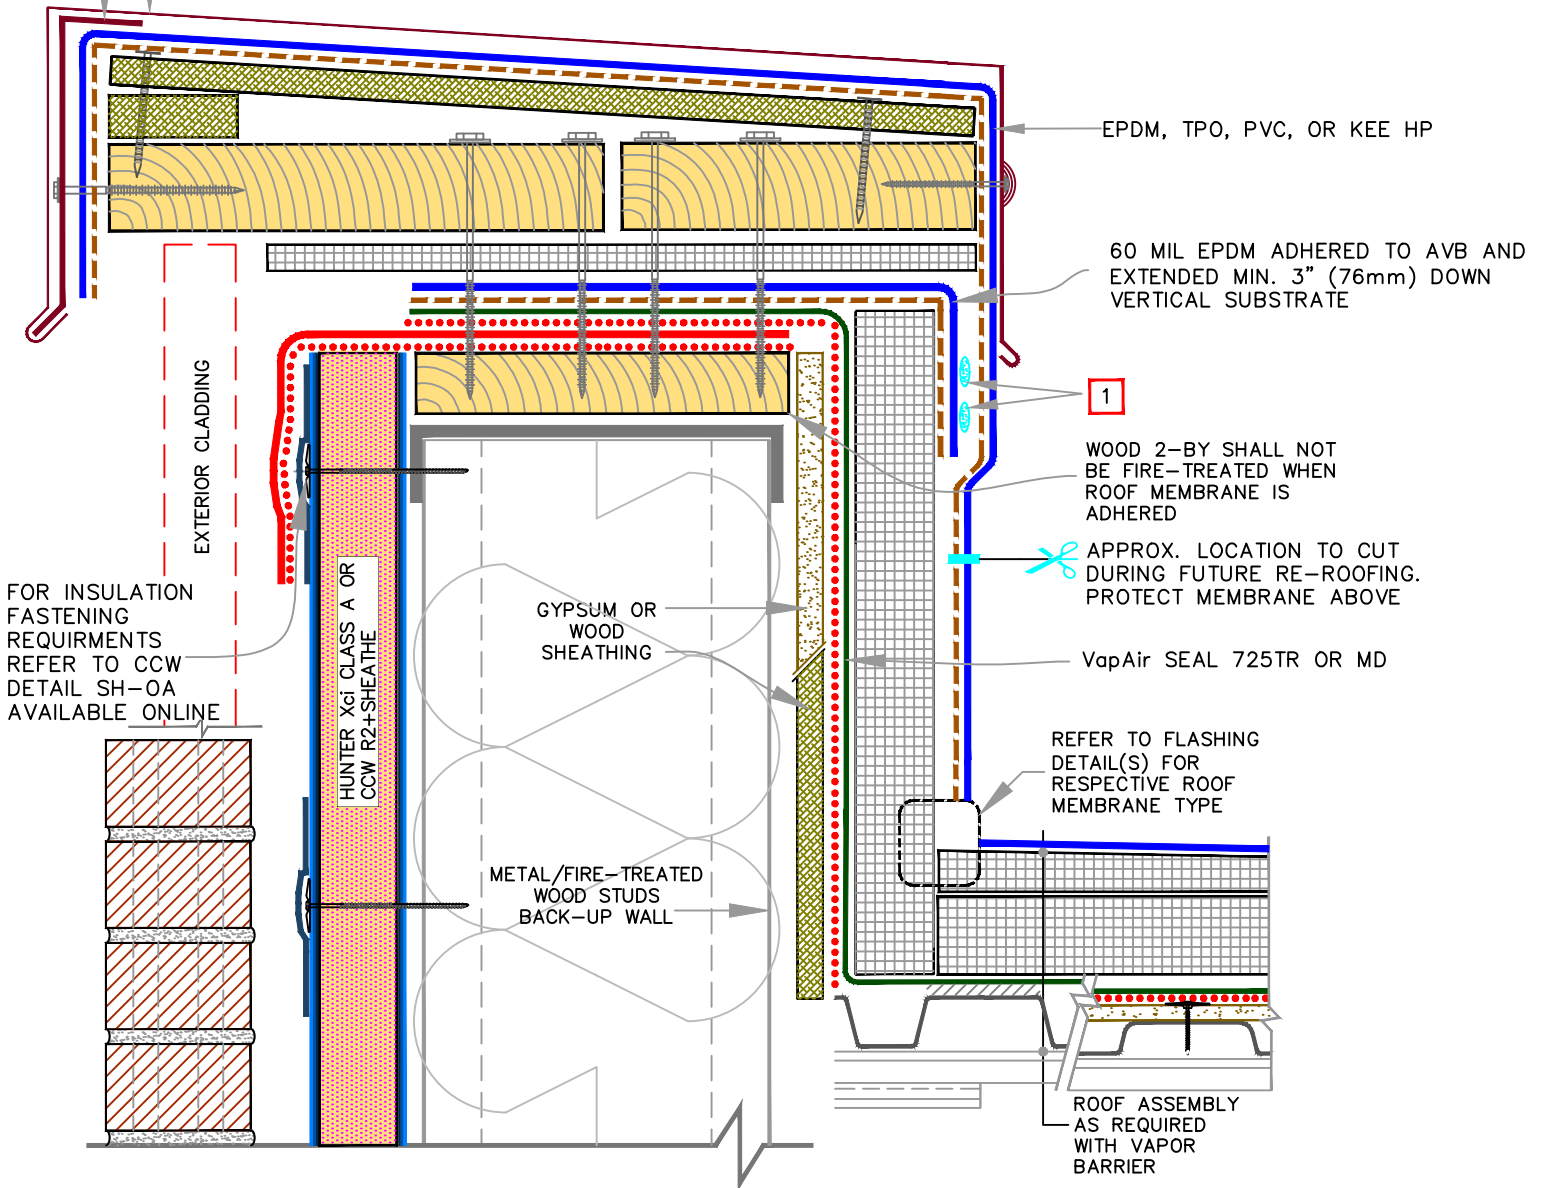 EPDM, TPO, PVC, OR KEE HP
60 MIL EPDM ADHERED TO AVB AND
EXTENDED MIN. 3" (76mm) DOWN
VERTICAL SUBSTRATE
1
WOOD 2-BY SHALL NOT
BE FIRE-TREATED WHEN
ROOF MEMBRANE IS
ADHERED
APPROX. LOCATION TO CUT
DURING FUTURE RE-ROOFING.
PROTECT MEMBRANE ABOVE
VapAir SEAL 725TR OR MD
REFER TO FLASHING
DETAIL(S) FOR
RESPECTIVE ROOF
MEMBRANE TYPE
ROOF ASSEMBLY
AS REQUIRED
WITH VAPOR
BARRIER
EXTERIOR CLADDING
FOR INSULATION
FASTENING
REQUIRMENTS
REFER TO CCW
DETAIL SH-OA
AVAILABLE ONLINE
HUNTER Xci CLASS A OR
CCW R2+SHEATHE
GYPSUM OR
WOOD
SHEATHING
METAL/FIRE-TREATED
WOOD STUDS
BACK-UP WALL